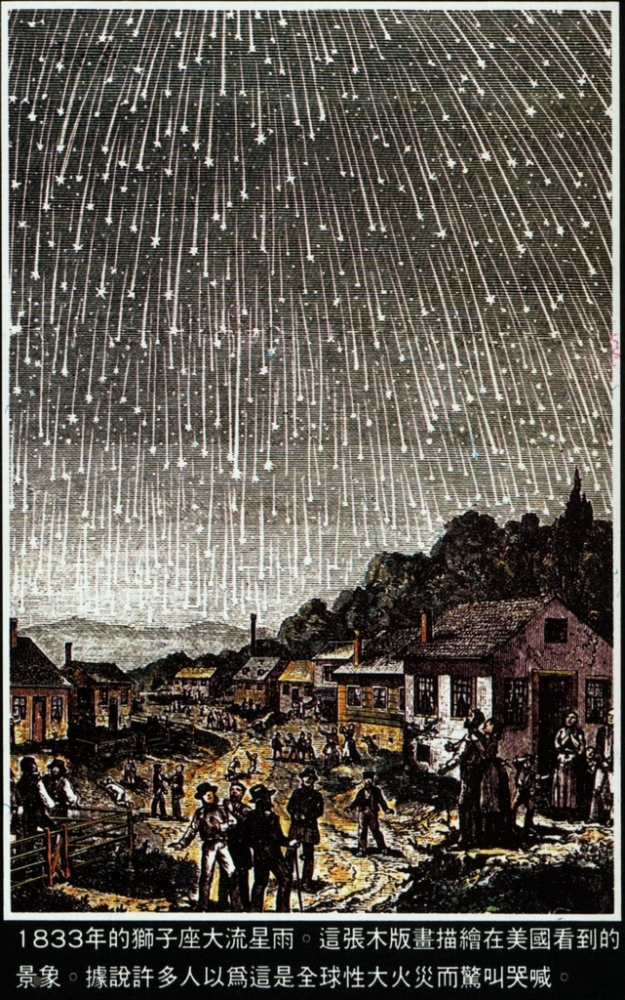 1833年的獅子座大流星雨。這張木版畫描繪在美國看到的
景象。據說許多人以爲這是全球性大火災而驚叫哭喊。